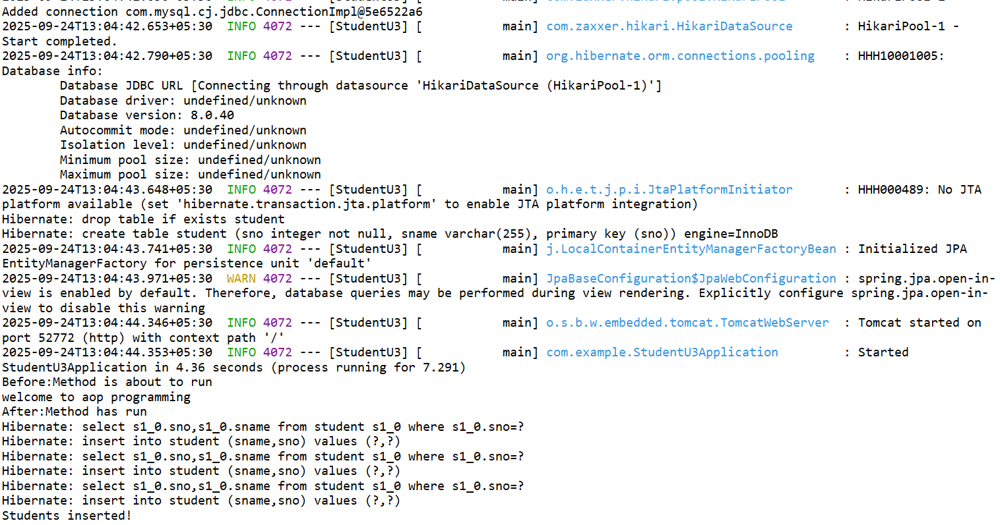 Added connection com.mysql.cj.jdbc.ConnectionImpl@5e6522a6
2025-09-24T13:04:42.653+05:30  INFO 4072 --- [StudentU3] [           main] com.zaxxer.hikari.HikariDataSource       : HikariPool-1 -
Start completed.
2025-09-24T13:04:42.790+05:30  INFO 4072 --- [StudentU3] [           main] org.hibernate.orm.connections.pooling    : HHH10001005:
Database info:
        Database JDBC URL [Connecting through datasource 'HikariDataSource (HikariPool-1)']
        Database driver: undefined/unknown
        Database version: 8.0.40
        Autocommit mode: undefined/unknown
        Isolation level: undefined/unknown
        Minimum pool size: undefined/unknown
        Maximum pool size: undefined/unknown
2025-09-24T13:04:43.648+05:30  INFO 4072 --- [StudentU3] [           main] o.h.e.t.j.p.i.JtaPlatformInitiator       : HHH000489: No JTA
platform available (set 'hibernate.transaction.jta.platform' to enable JTA platform integration)
Hibernate: drop table if exists student
Hibernate: create table student (sno integer not null, sname varchar(255), primary key (sno)) engine=InnoDB
2025-09-24T13:04:43.741+05:30  INFO 4072 --- [StudentU3] [           main] j.LocalContainerEntityManagerFactoryBean : Initialized JPA
EntityManagerFactory for persistence unit 'default'
2025-09-24T13:04:43.971+05:30  WARN 4072 --- [StudentU3] [           main] JpaBaseConfiguration$JpaWebConfiguration : spring.jpa.open-in-
view is enabled by default. Therefore, database queries may be performed during view rendering. Explicitly configure spring.jpa.open-in-
view to disable this warning
2025-09-24T13:04:44.346+05:30  INFO 4072 --- [StudentU3] [           main] o.s.b.w.embedded.tomcat.TomcatWebServer  : Tomcat started on
port 52772 (http) with context path '/'
2025-09-24T13:04:44.353+05:30  INFO 4072 --- [StudentU3] [           main] com.example.StudentU3Application         : Started
StudentU3Application in 4.36 seconds (process running for 7.291)
Before:Method is about to run
welcome to aop programming
After:Method has run
Hibernate: select s1_0.sno,s1_0.sname from student s1_0 where s1_0.sno=?
Hibernate: insert into student (sname,sno) values (?,?)
Hibernate: select s1_0.sno,s1_0.sname from student s1_0 where s1_0.sno=?
Hibernate: insert into student (sname,sno) values (?,?)
Hibernate: select s1_0.sno,s1_0.sname from student s1_0 where s1_0.sno=?
Hibernate: insert into student (sname,sno) values (?,?)
Students inserted!